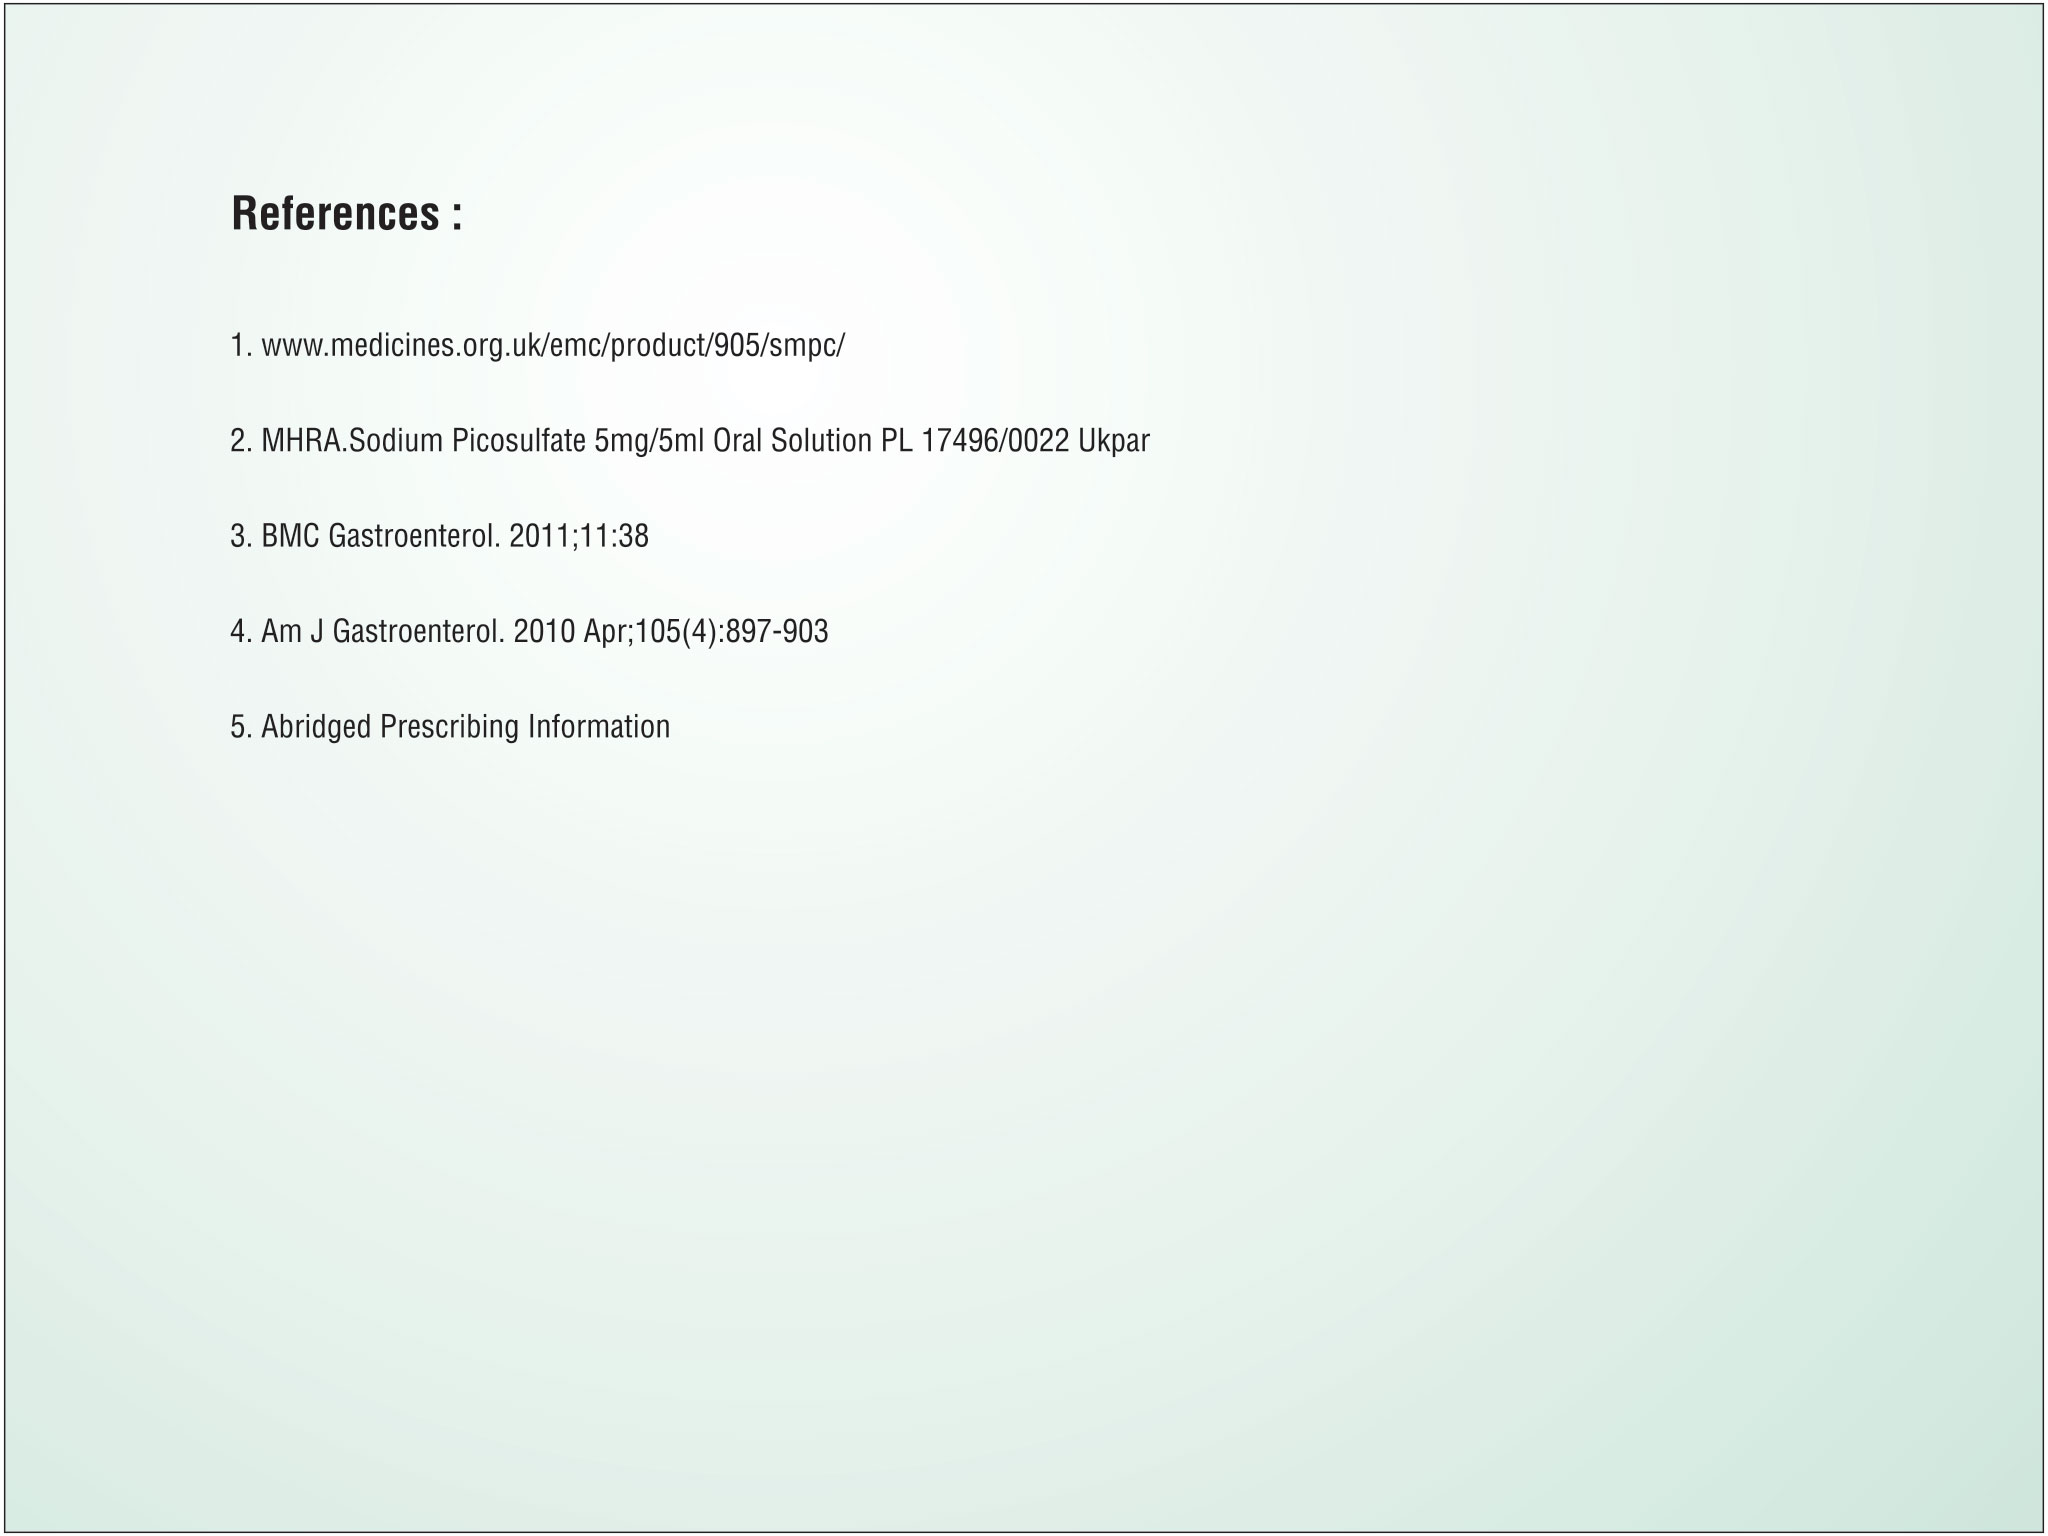 References :
1. www.medicines.org.uk/emc/product/905/smpc/
2. MHRA.Sodium Picosulfate 5mg/5ml Oral Solution PL 17496/0022 Ukpar
3. BMC Gastroenterol. 2011;11:38
4. Am J Gastroenterol. 2010 Apr;105(4):897-903
5. Abridged Prescribing Information